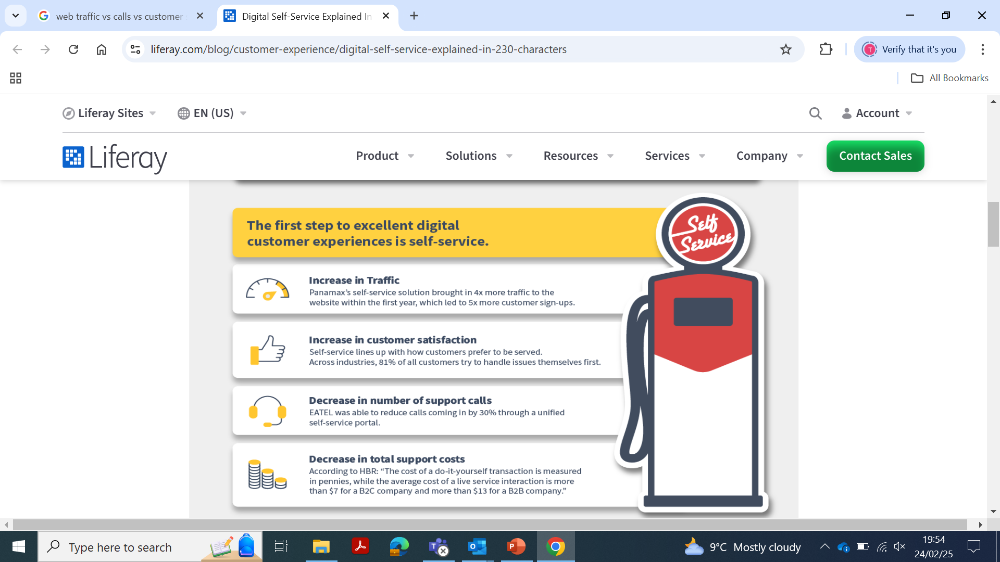 web traffic vs calls vs customer
Digital Self-Service Explained In
liferay.com/blog/customer-experience/digital-self-service-explained-in-230-characters
T
Verify that it's you
All Bookmarks
Liferay Sites
EN (US)
Account
Liferay
Product
Solutions
Resources
Services
Company
Contact Sales
The first step to excellent digital
customer experiences is self-service.
Self
Service
Increase in Traffic
Panamax's self-service solution brought in 4x more traffic to the
website within the first year, which led to 5x more customer sign-ups.
Increase in customer satisfaction
Self-service lines up with how customers prefer to be served.
Across industries, 81% of all customers try to handle issues themselves first.
Decrease in number of support calls
EATEL was able to reduce calls coming in by 30% through a unified
self-service portal.
Decrease in total support costs
According to HBR: “The cost of a do-it-yourself transaction is measured
in pennies, while the average cost of a live service interaction is more
than $7 for a B2C company and more than $13 for a B2B company.”
Type here to search
9°C Mostly cloudy
19:54
24/02/25